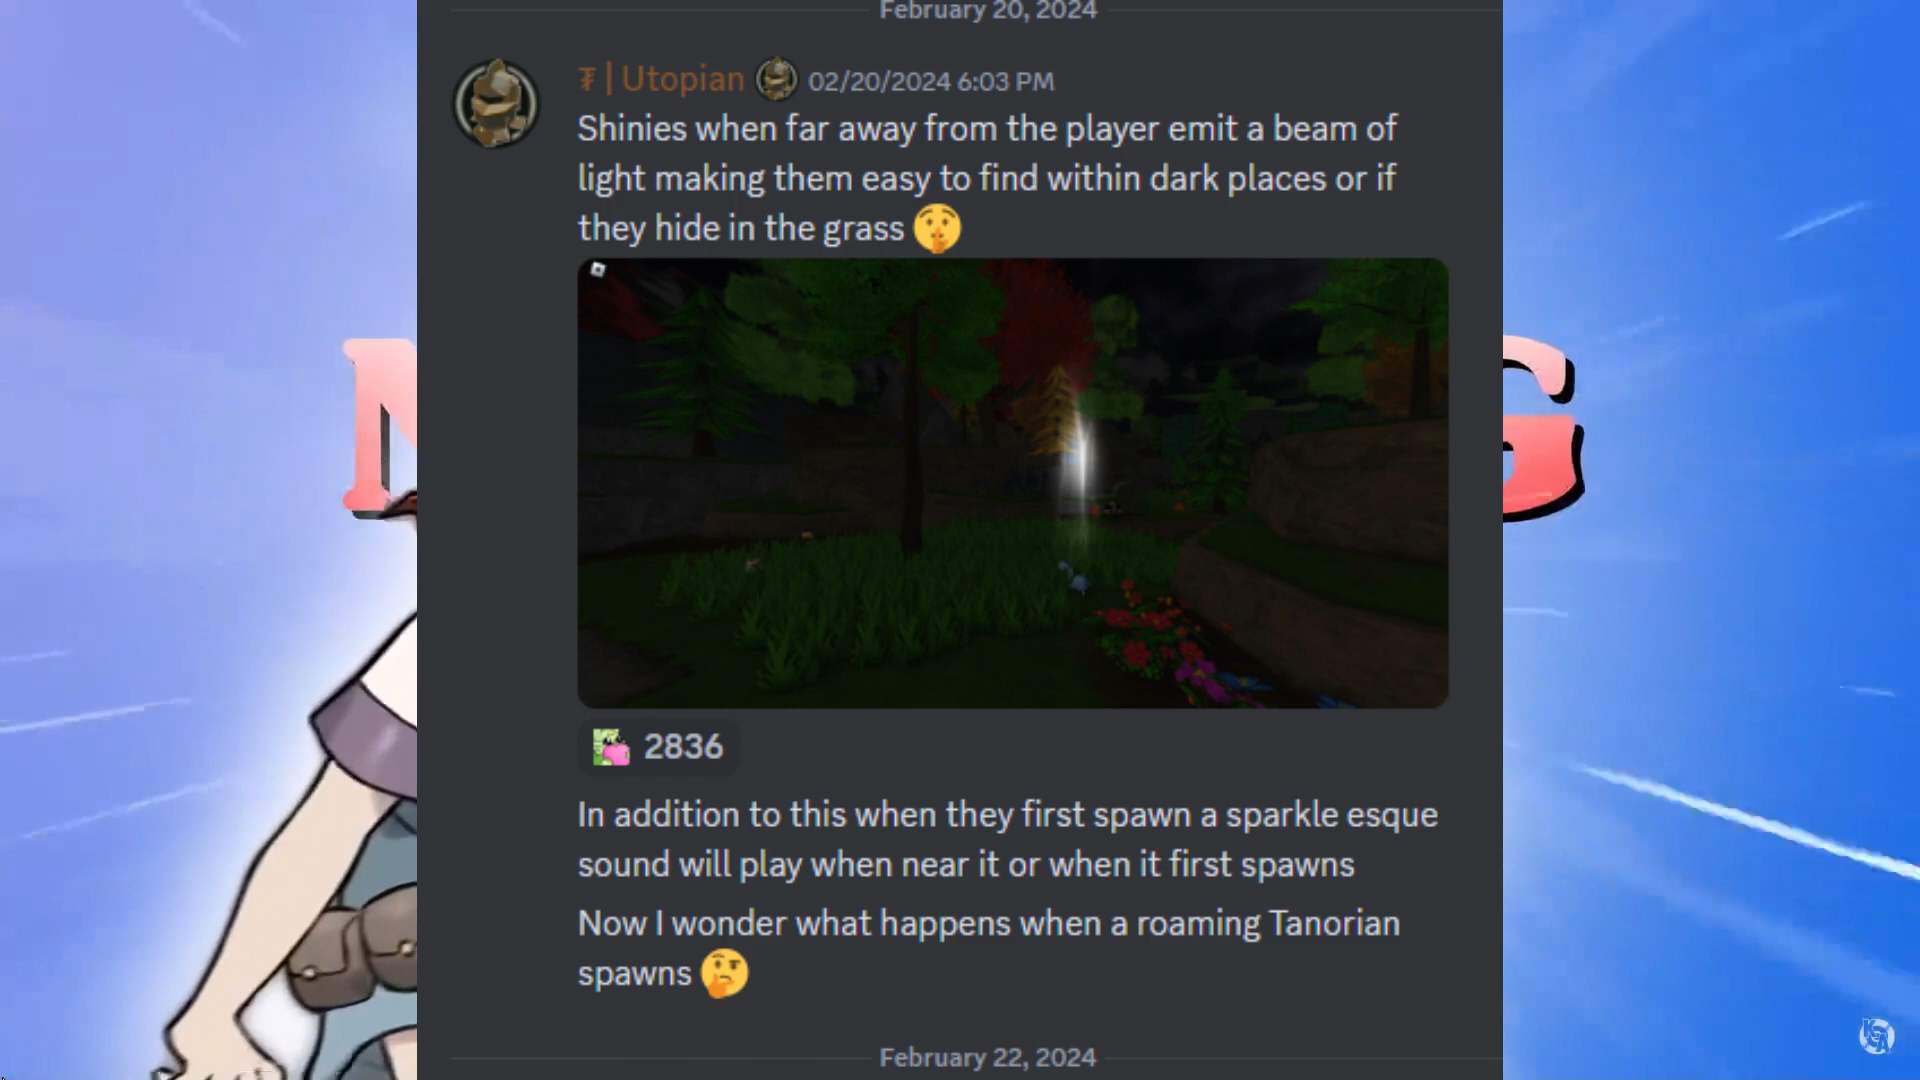 February 20, 2024
₮ | Utopian 02/20/2024 6:03 PM
Shinies when far away from the player emit a beam of
light making them easy to find within dark places or if
they hide in the grass 🤫
2836
In addition to this when they first spawn a sparkle esque
sound will play when near it or when it first spawns
Now I wonder what happens when a roaming Tanorian
spawns 🤔
February 22, 2024